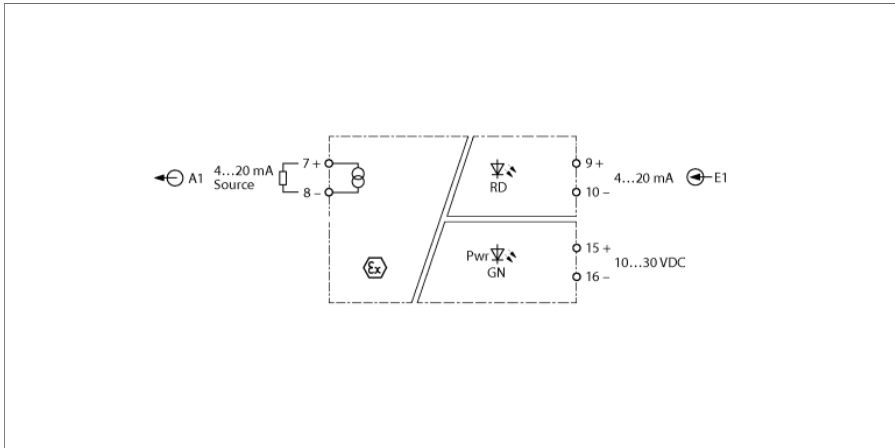 A1
4...20 mA
Source
7 +
8 –
Ex
RD
Pwr
GN
9 +
10 –
4...20 mA
E1
15 +
16 –
10...30 VDC